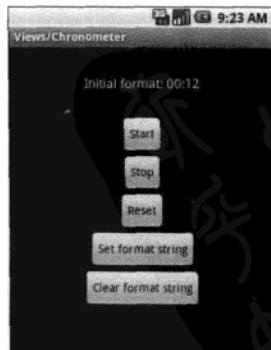 9:23 AM
Views/Chronometer
Initial format: 00:12
Start
Stop
Reset
Set format string
Clear format string